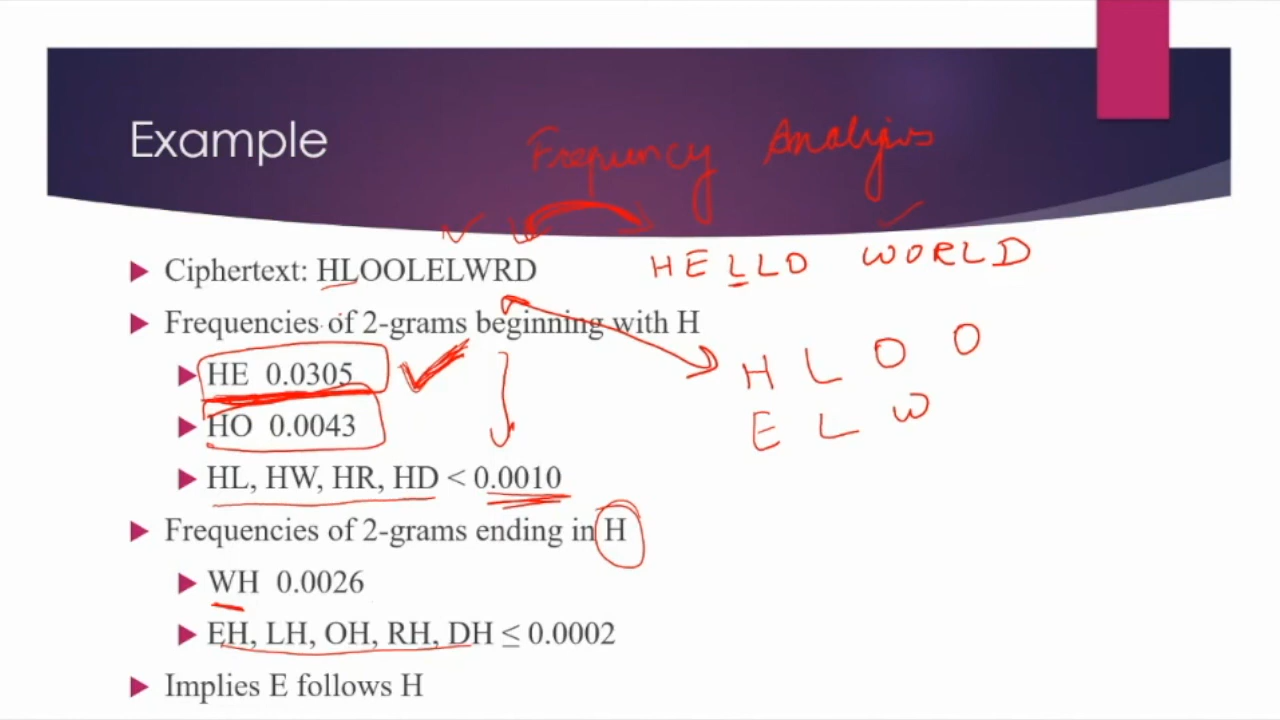 Example
Frequency Analysis
Ciphertext: HLOOLELWRD
HELLO WORLD
Frequencies of 2-grams beginning with H
HE 0.0305
HO 0.0043
HL, HW, HR, HD < 0.0010
H L O O
E L W
Frequencies of 2-grams ending in H
WH 0.0026
EH, LH, OH, RH, DH ≤ 0.0002
Implies E follows H